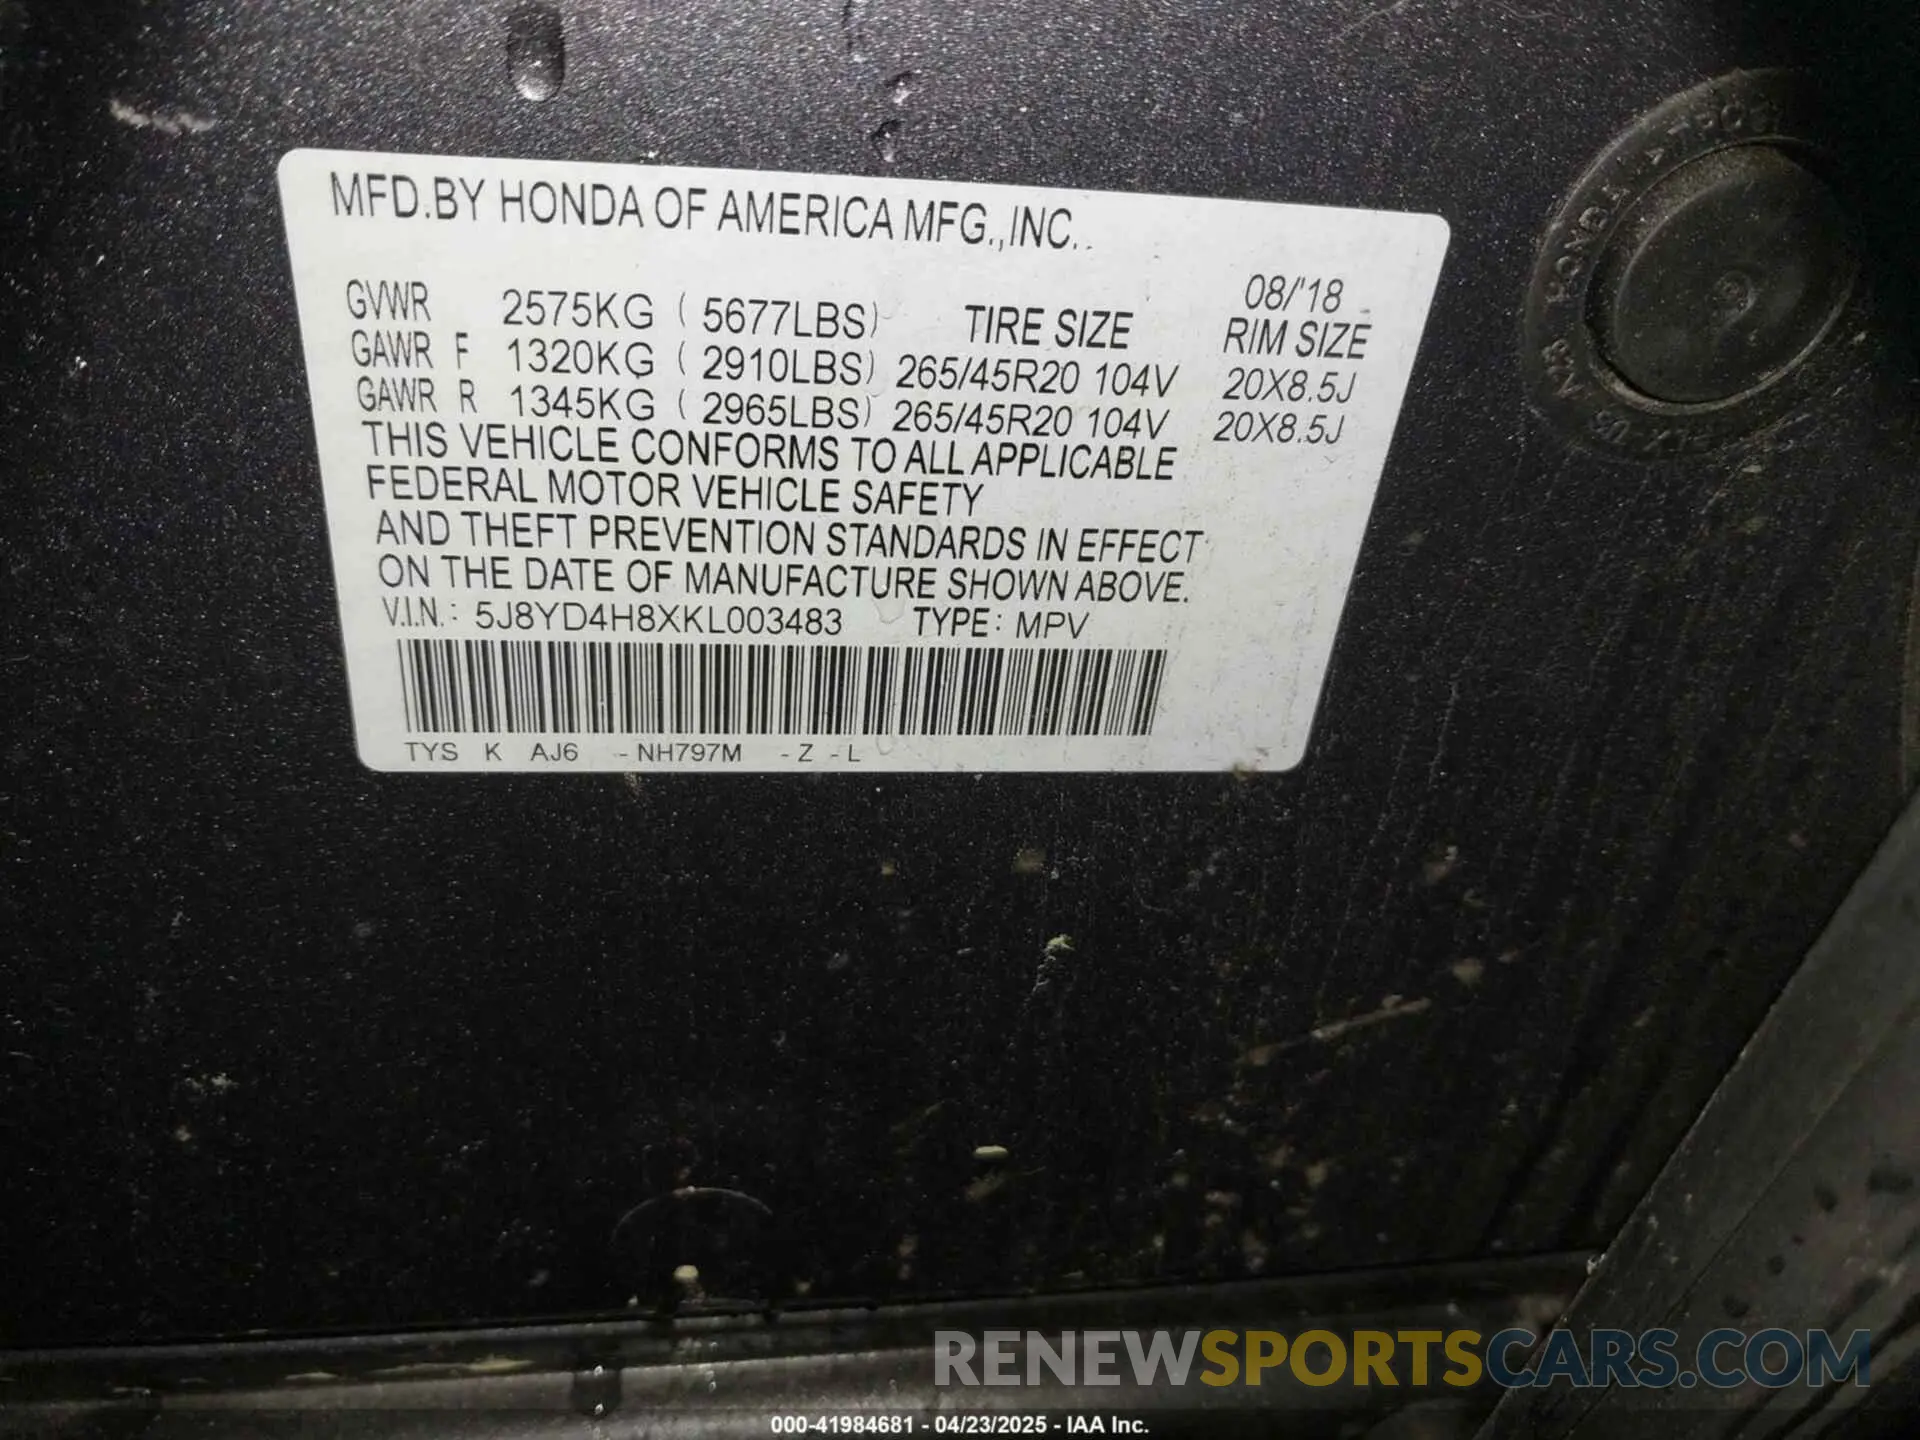 MFD.BY HONDA OF AMERICA MFG.,INC.
08/'18
GVWR 2575KG ( 5677LBS) TIRE SIZE RIM SIZE
GAWR F 1320KG ( 2910LBS) 265/45R20 104V 20X8.5J
GAWR R 1345KG ( 2965LBS) 265/45R20 104V 20X8.5J
THIS VEHICLE CONFORMS TO ALL APPLICABLE
FEDERAL MOTOR VEHICLE SAFETY
AND THEFT PREVENTION STANDARDS IN EFFECT
ON THE DATE OF MANUFACTURE SHOWN ABOVE.
V.I.N.: 5J8YD4H8XKL003483 TYPE: MPV
TYS K AJ6 -NH797M -Z -L
RENEWSPORTSCARS.COM
000-41984681 - 04/23/2025 - IAA Inc.